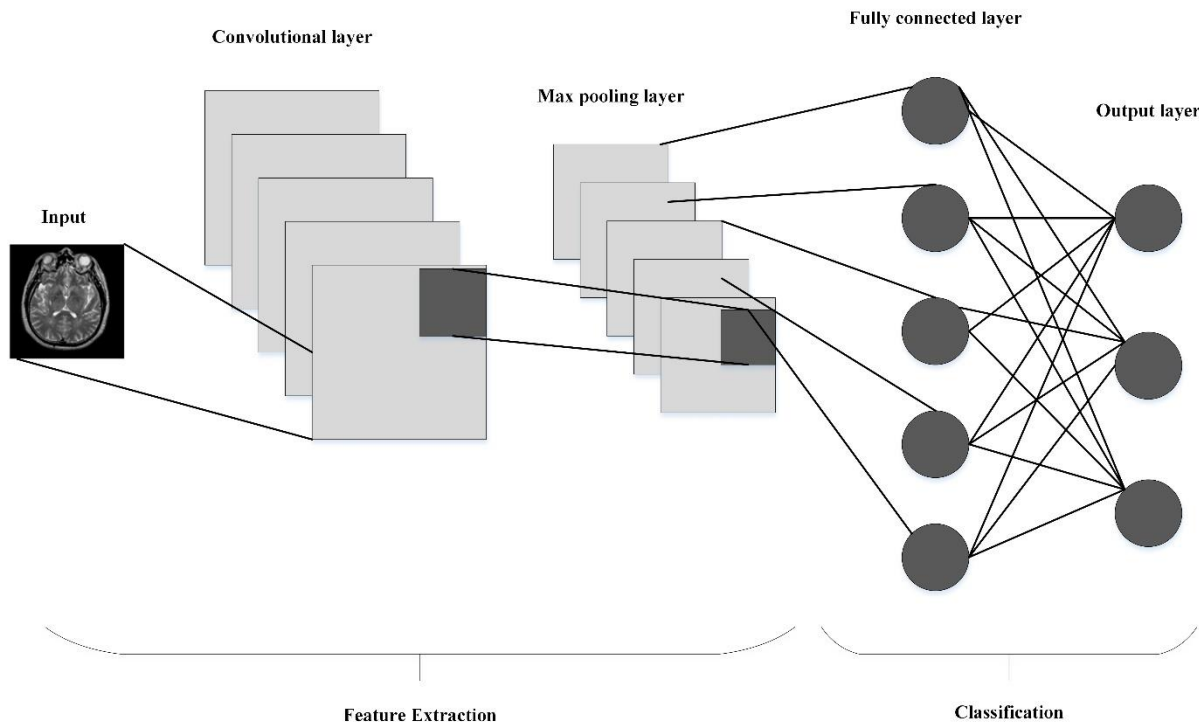 Fully connected layer
Convolutional layer
Max pooling layer
Output layer
Input
Feature Extraction
Classification